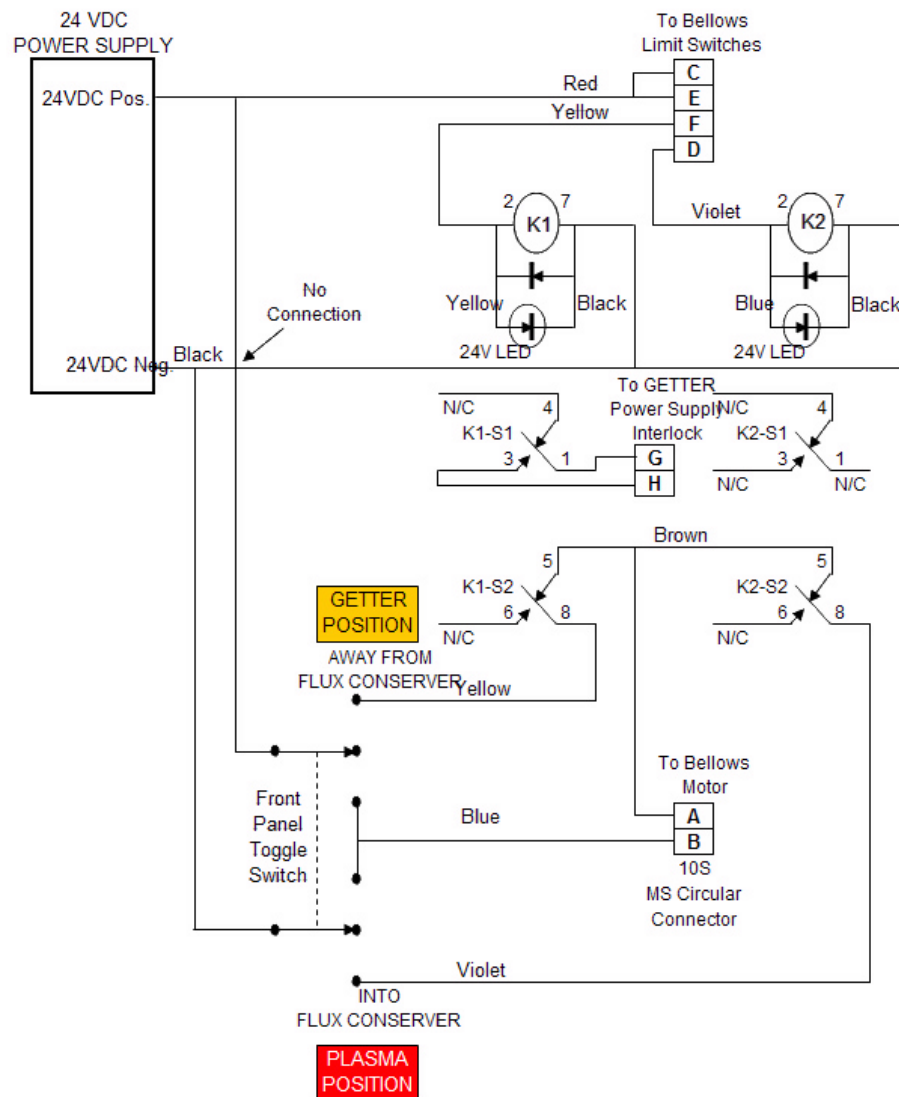 24 VDC
POWER SUPPLY
To Bellows
Limit Switches
24VDC Pos.
Red
Yellow
C
E
F
D
2
7
K1
Violet
2
7
K2
No
Connection
Yellow
Black
Blue
Black
24VDC Neg.
Black
24V LED
24V LED
To GETTER
Power Supply
Interlock
N/C
4
K1-S1
3
1
G
H
N/C
4
K2-S1
3
1
N/C
N/C
Brown
5
K1-S2
6
8
N/C
5
K2-S2
6
8
N/C
GETTER
POSITION
AWAY FROM
FLUX CONSERVER
Yellow
Front
Panel
Toggle
Switch
Blue
To Bellows
Motor
A
B
10S
MS Circular
Connector
Violet
INTO
FLUX CONSERVER
PLASMA
POSITION